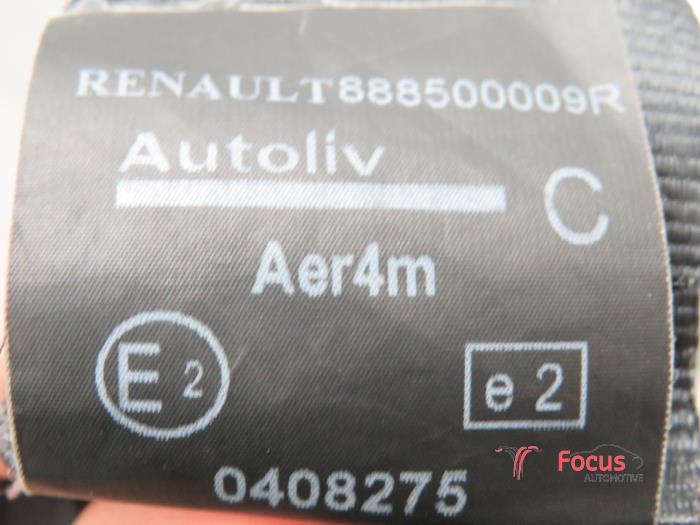 RENAULT888500009R
Autoliv
C
Aer4m
E 2
e 2
0408275
Focus
AUTOMOTIVE